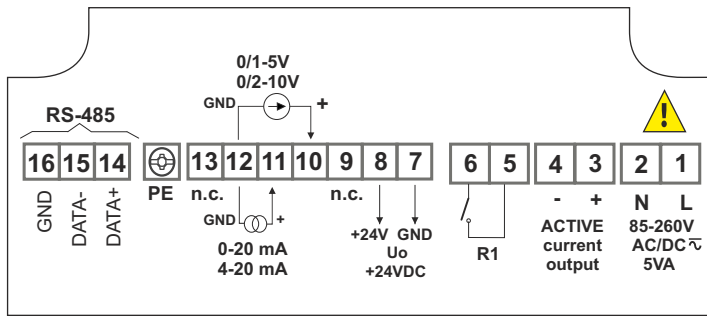 0/1-5V
0/2-10V
GND +
RS-485
16 15 14 13 12 11 10 9 8 7 6 5 4 3 2 1
PE n.c. n.c. - + N L
GND DATA- DATA+
GND +
0-20 mA
4-20 mA
+24V GND
Uo
+24VDC
R1
ACTIVE
current
output
85-260V
AC/DC
5VA